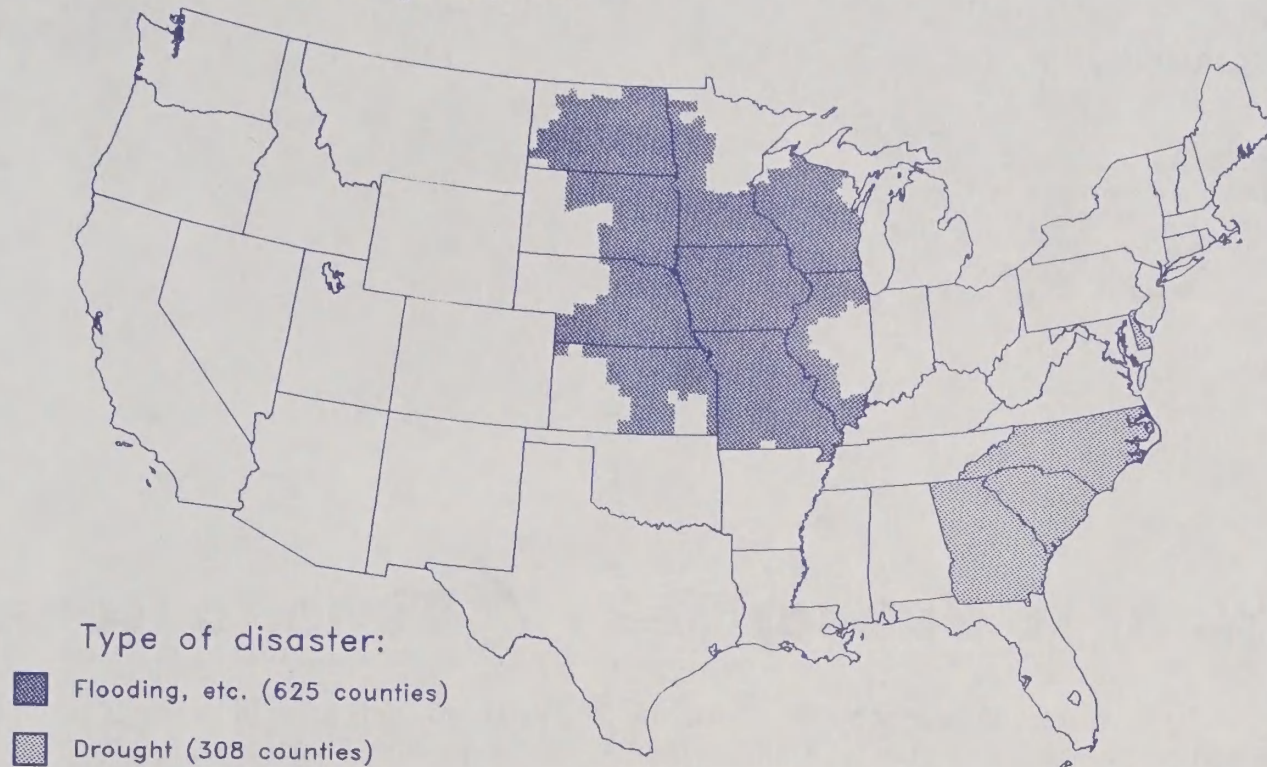 Type of disaster:
Flooding, etc. (625 counties)
Drought (308 counties)